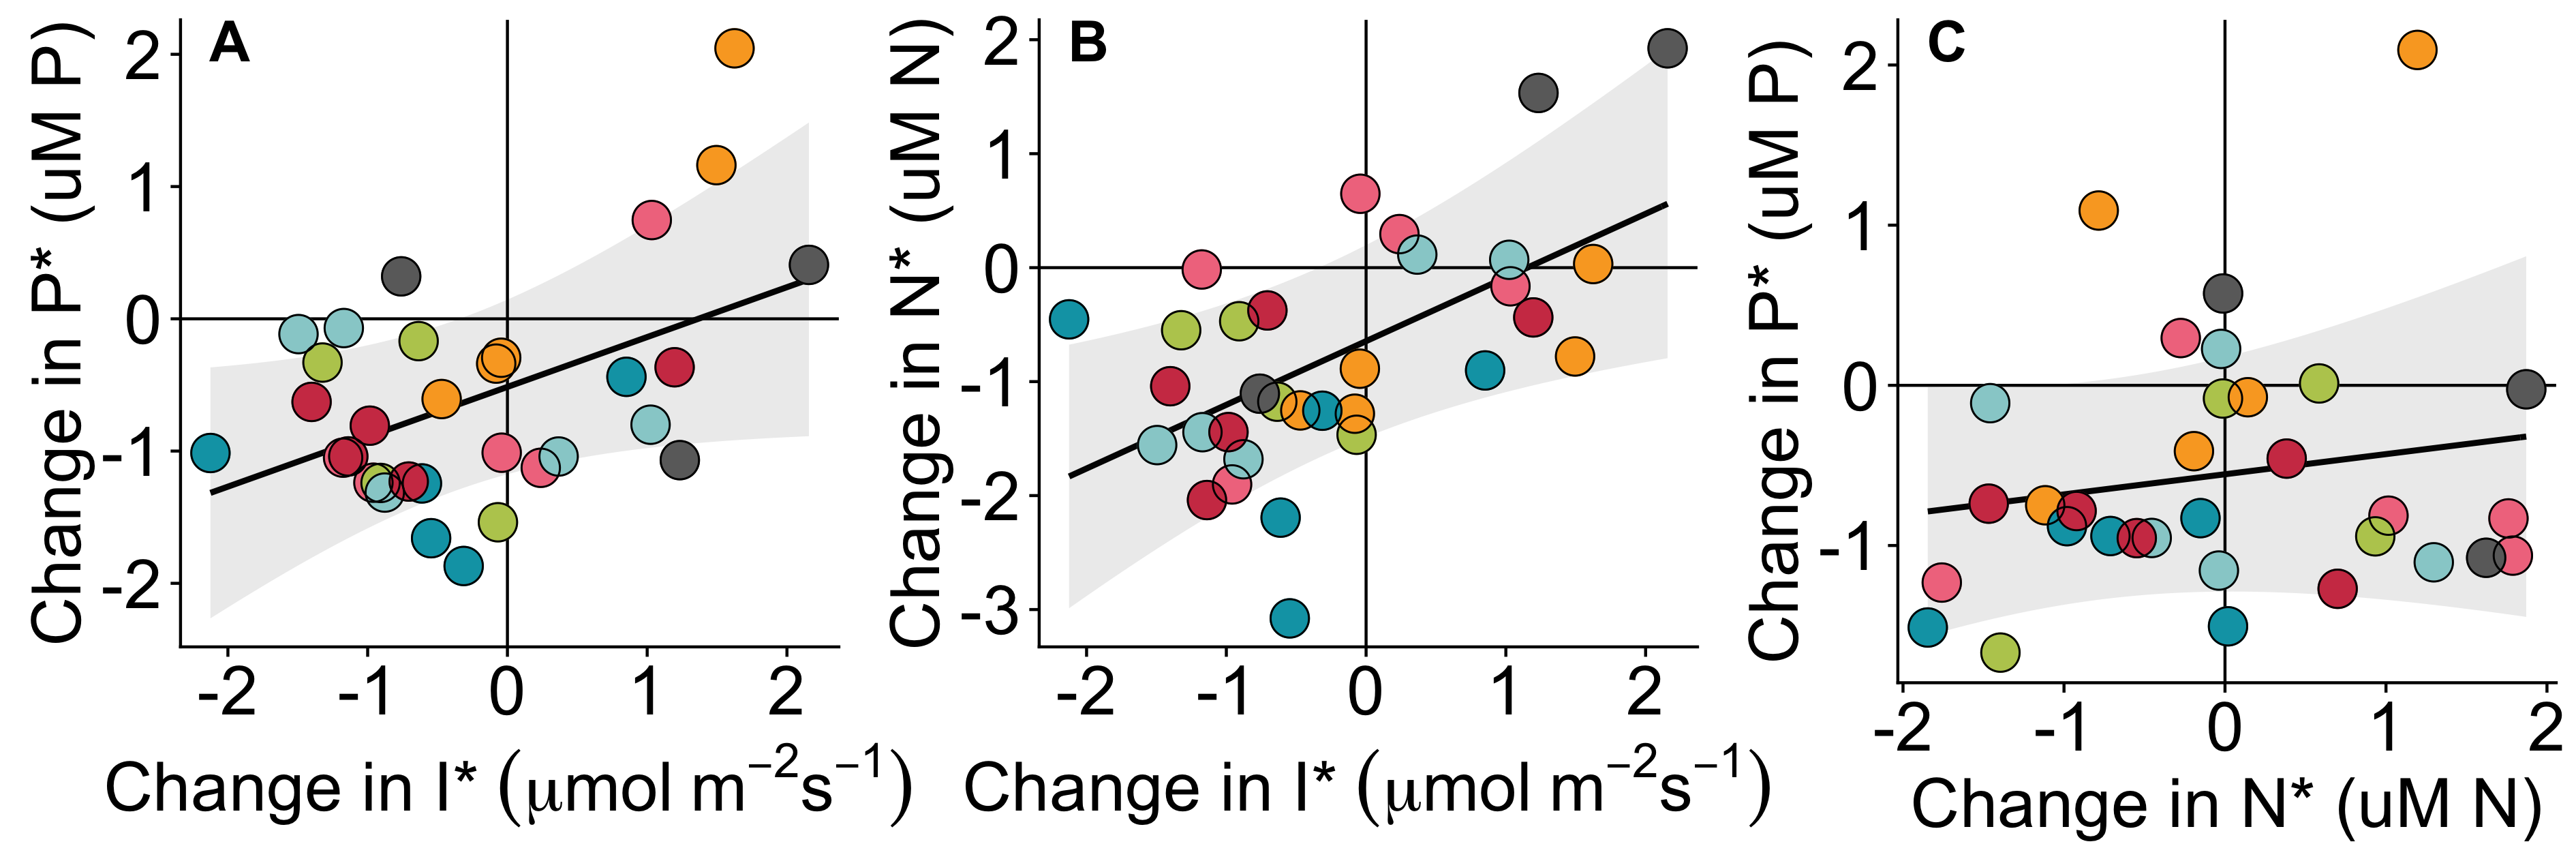 A
Change in P* (uM P)
2
1
0
-1
-2
-2 -1 0 1 2
Change in I* (μmol m⁻²s⁻¹)
B
Change in N* (uM N)
2
1
0
-1
-2
-3
-2 -1 0 1 2
Change in I* (μmol m⁻²s⁻¹)
C
Change in P* (uM P)
2
1
0
-1
-2 -1 0 1 2
Change in N* (uM N)